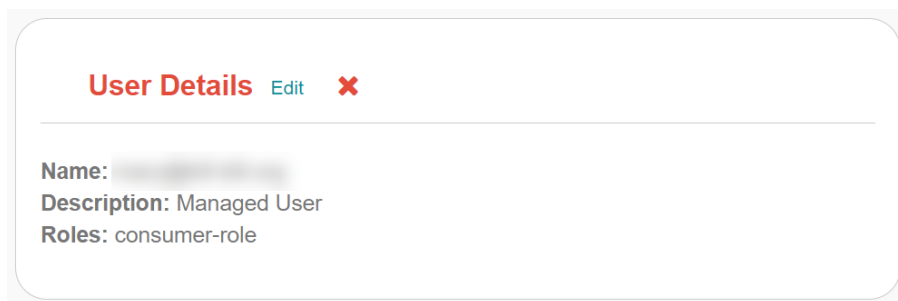 User Details Edit
Name:
Description: Managed User
Roles: consumer-role